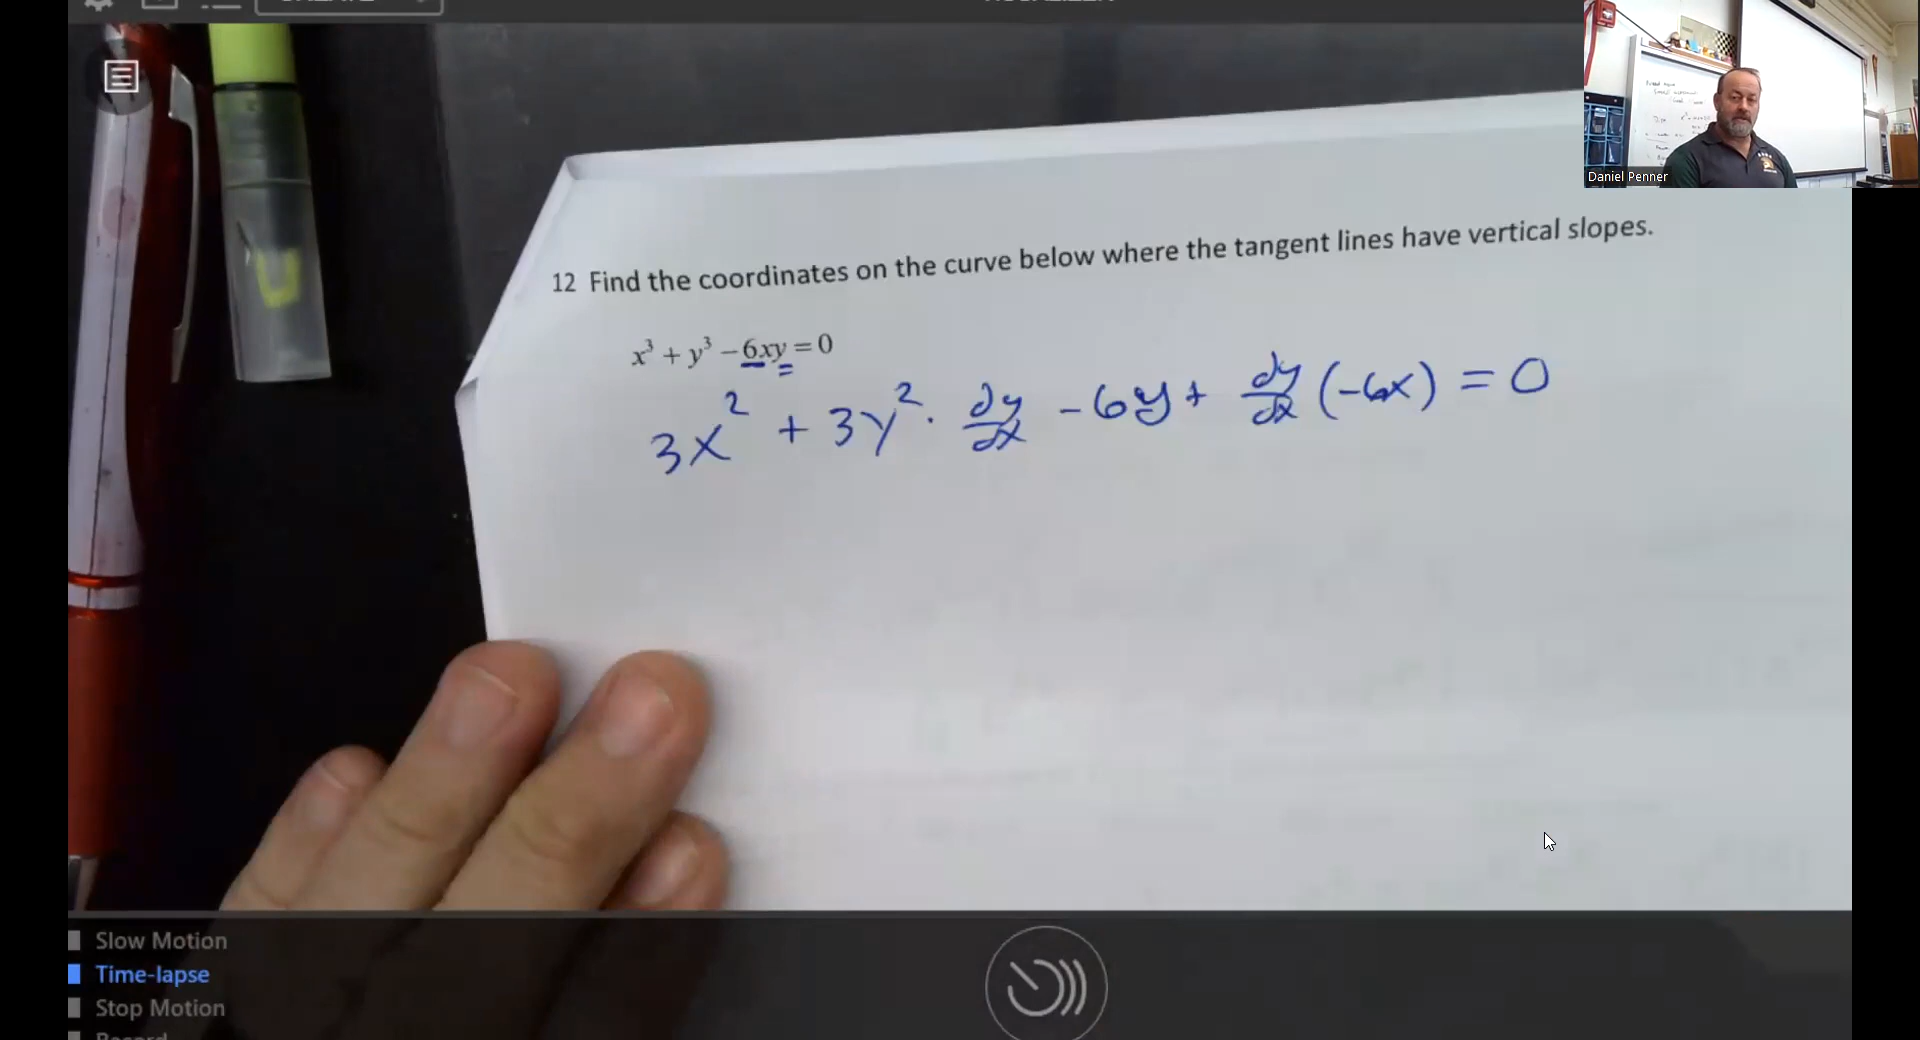 Daniel Penner
12 Find the coordinates on the curve below where the tangent lines have vertical slopes.
x³ + y³ – 6xy = 0
3x² + 3y² · dy/dx - 6y + dy/dx (-6x) = 0
Slow Motion
Time-lapse
Stop Motion
Record